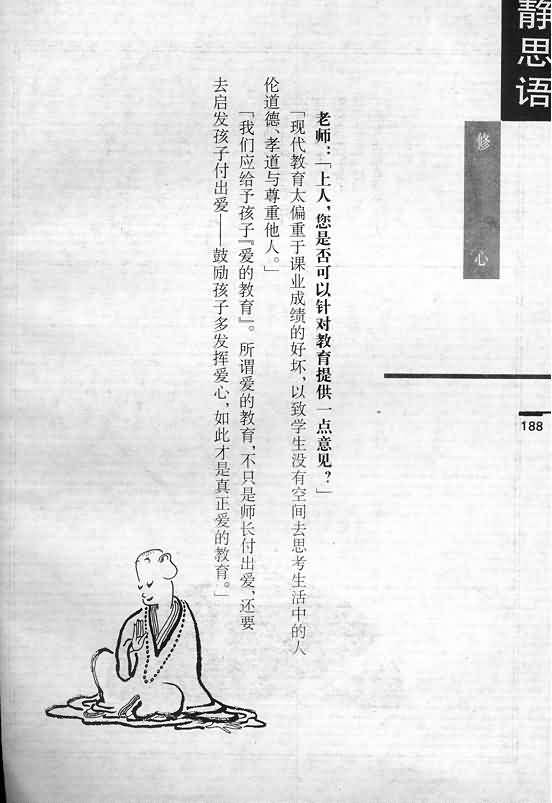 静思语
修心
188
老师：「上人，您是否可以针对教育提供一点意见？」
「现代教育太偏重于课业成绩的好坏，以致学生没有空间去思考生活中的人
伦道德、孝道与尊重他人。」
「我们应给予孩子『爱的教育』。所谓爱的教育，不只是师长付出爱，还要
去启发孩子付出爱——鼓励孩子多发挥爱心，如此才是真正爱的教育。」